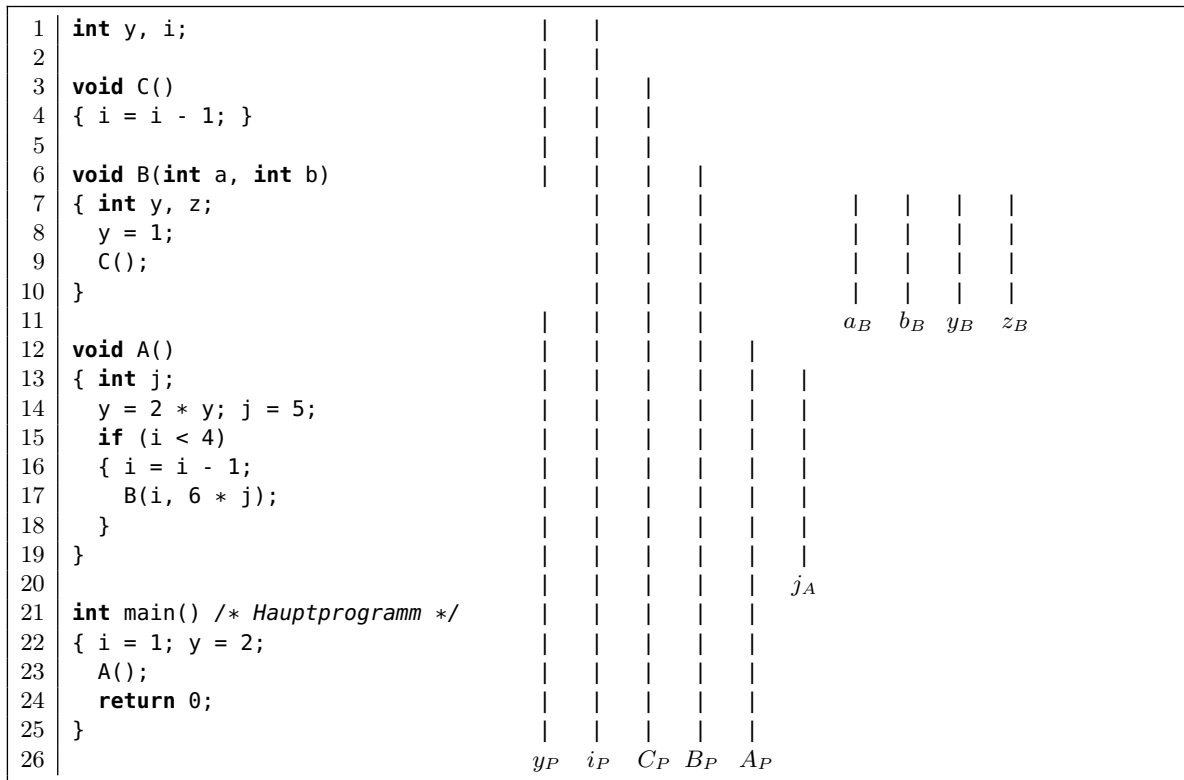 1 int y, i; | |
2 | |
3 void C() | | |
4 { i = i - 1; } | | |
5 | | |
6 void B(int a, int b) | | | |
7 { int y, z; | | | | | | |
8 y = 1; | | | | | | |
9 C(); | | | | | | |
10 } | | | | | | |
11 | | | | a_B b_B y_B z_B
12 void A() | | | | |
13 { int j; | | | | | |
14 y = 2 * y; j = 5; | | | | | |
15 if (i < 4) | | | | | |
16 { i = i - 1; | | | | | |
17 B(i, 6 * j); | | | | | |
18 } | | | | | |
19 } | | | | | |
20 | | | | | j_A
21 int main() /* Hauptprogramm */ | | | | |
22 { i = 1; y = 2; | | | | |
23 A(); | | | | |
24 return 0; | | | | |
25 } | | | | |
26 y_P i_P C_P B_P A_P